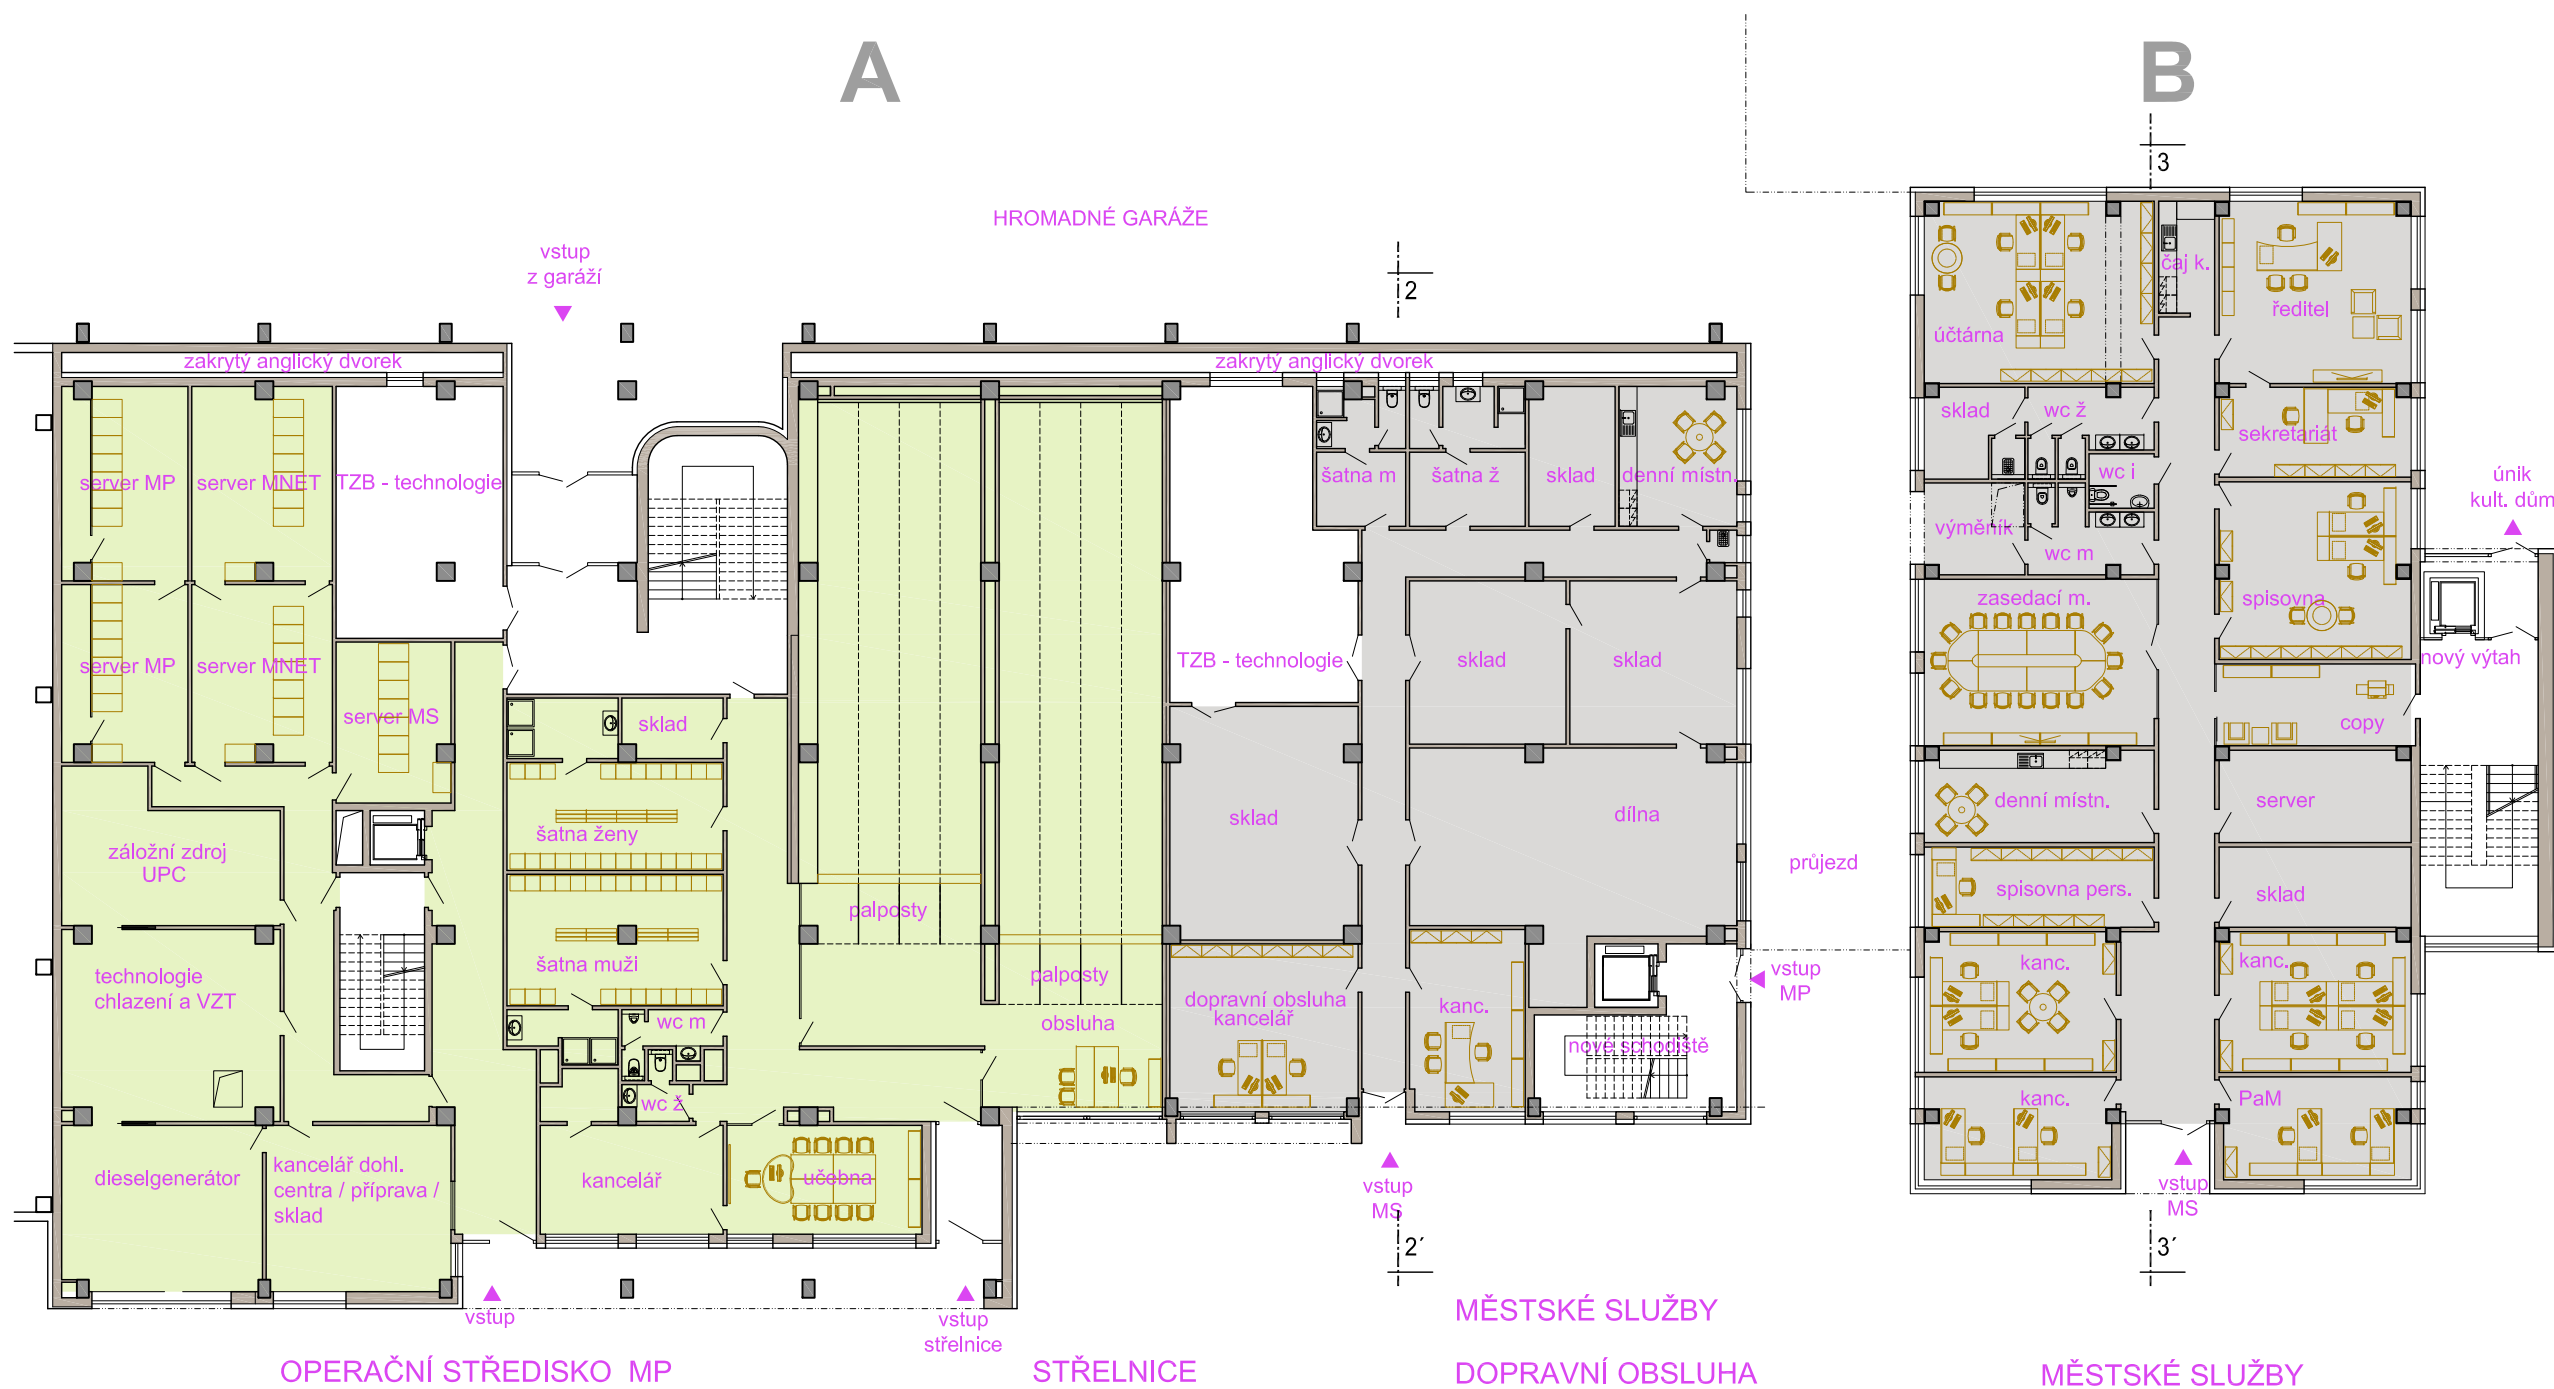 A
B
3
HROMADNÉ GARÁŽE
vstup
z garáží
2
čaj k.
ředitel
účtárna
zakrytý anglický dvorek
zakrytý anglický dvorek
sklad
wc ž
sekretariát
server MP
server MNET
TZB - technologie
šatna m
šatna ž
sklad
denní místn.
wc i
únik
kult. dům
výměník
wc m
zasedací m.
spisovna
server MP
server MNET
TZB - technologie
sklad
sklad
nový výtah
server MS
sklad
copy
denní místn.
server
šatna ženy
sklad
dílna
záložní zdroj
UPC
průjezd
spisovna pers.
sklad
palposty
šatna muži
palposty
kanc.
kanc.
technologie
chlazení a VZT
vstup
MP
dopravní obsluha
kancelář
kanc.
wc m
obsluha
nové schodiště
wc ž
kanc.
PaM
dieselgenerátor
kancelář dohl.
centra / příprava /
sklad
kancelář
učebna
vstup
MS
vstup
MS
2´
3´
vstup
vstup
střelnice
MĚSTSKÉ SLUŽBY
OPERAČNÍ STŘEDISKO MP
STŘELNICE
DOPRAVNÍ OBSLUHA
MĚSTSKÉ SLUŽBY